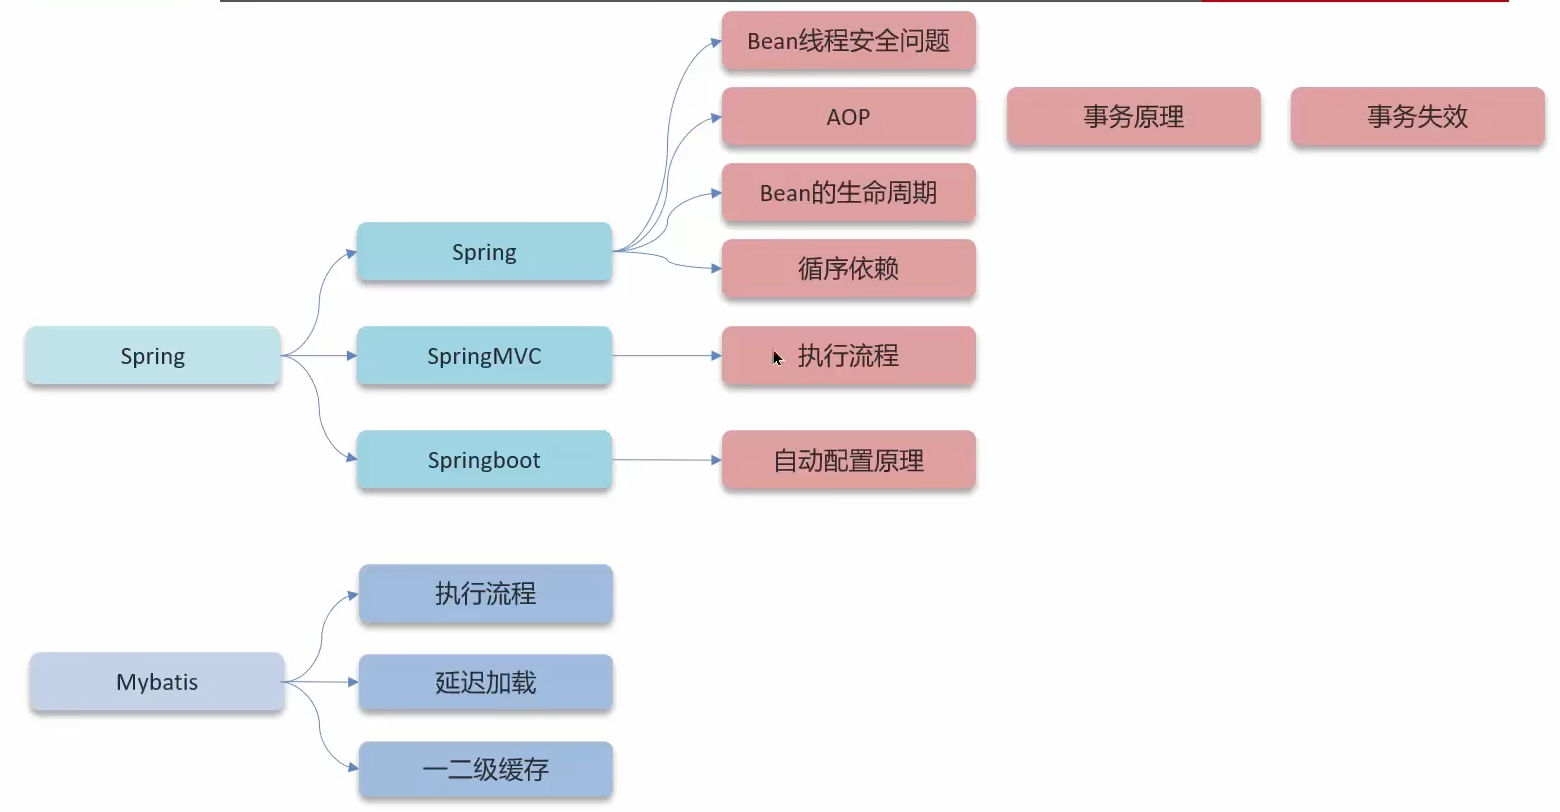 Bean线程安全问题
AOP
事务原理
事务失效
Bean的生命周期
Spring
循序依赖
Spring
SpringMVC
执行流程
Springboot
自动配置原理
执行流程
Mybatis
延迟加载
一二级缓存